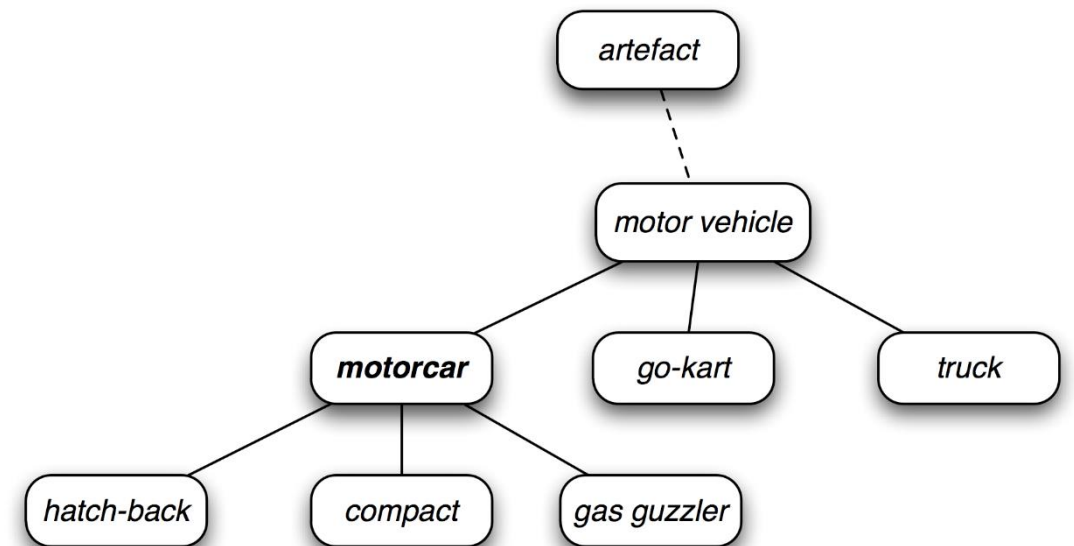 artefact
motor vehicle
motorcar
go-kart
truck
hatch-back
compact
gas guzzler